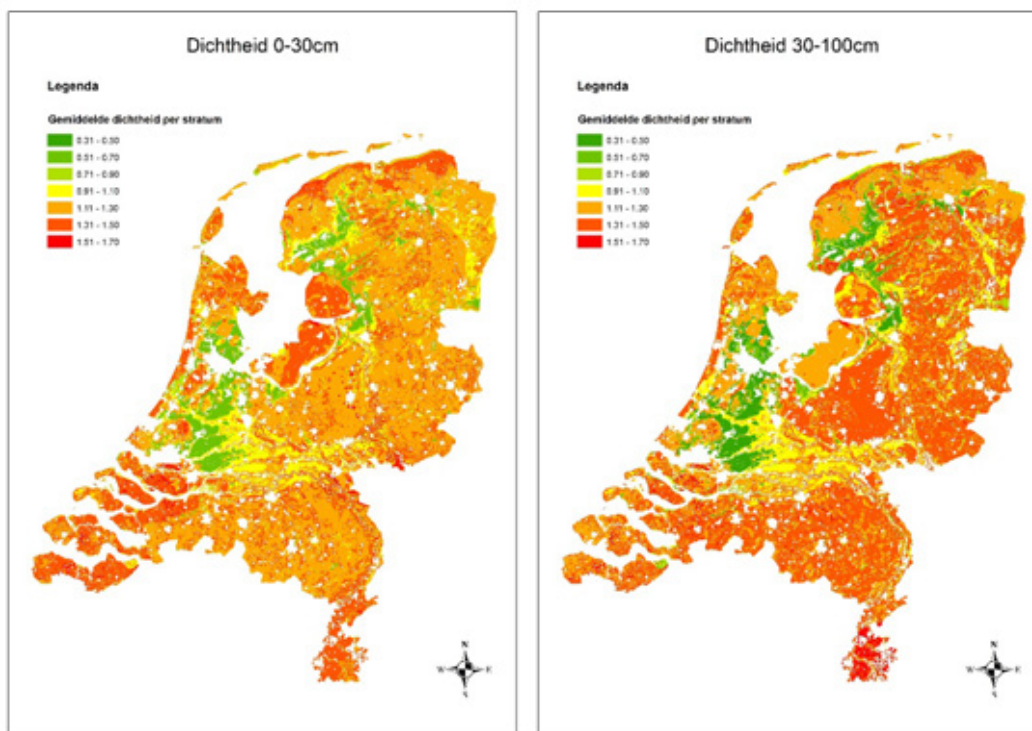 Dichtheid 0-30cm
Legenda
Gemiddelde dichtheid per stratum
0.31 - 0.50
0.51 - 0.70
0.71 - 0.90
0.91 - 1.10
1.11 - 1.30
1.31 - 1.50
1.51 - 1.70
N
W E
S
Dichtheid 30-100cm
Legenda
Gemiddelde dichtheid per stratum
0.31 - 0.50
0.51 - 0.70
0.71 - 0.90
0.91 - 1.10
1.11 - 1.30
1.31 - 1.50
1.51 - 1.70
N
W E
S